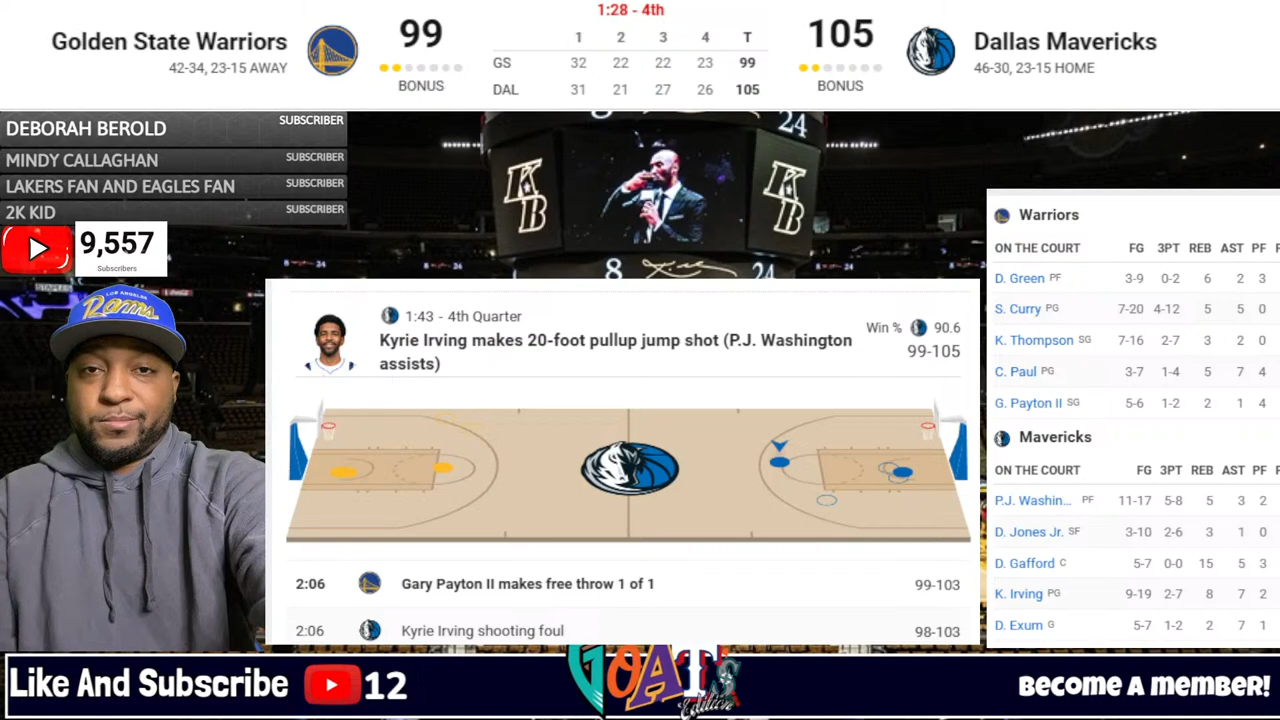 1:28 - 4th
Golden State Warriors
42-34, 23-15 AWAY
99
BONUS
1 2 3 4 T
GS 32 22 22 23 99
DAL 31 21 27 26 105
105
BONUS
Dallas Mavericks
46-30, 23-15 HOME
DEBORAH BEROLD SUBSCRIBER
MINDY CALLAGHAN SUBSCRIBER
LAKERS FAN AND EAGLES FAN SUBSCRIBER
2K KID SUBSCRIBER
9,557
Subscribers
24
KB
KB
8
24
STAPLES
LOS ANGELES
Rams
1:43 - 4th Quarter
Kyrie Irving makes 20-foot pullup jump shot (P.J. Washington
assists)
Win % 90.6
99-105
2:06 Gary Payton II makes free throw 1 of 1 99-103
2:06 Kyrie Irving shooting foul 98-103
Warriors
ON THE COURT FG 3PT REB AST PF
D. Green PF 3-9 0-2 6 2 3
S. Curry PG 7-20 4-12 5 5 0
K. Thompson SG 7-16 2-7 3 2 0
C. Paul PG 3-7 1-4 5 7 4
G. Payton II SG 5-6 1-2 2 1 4
Mavericks
ON THE COURT FG 3PT REB AST PF
P.J. Washin... PF 11-17 5-8 5 3 2
D. Jones Jr. SF 3-10 2-6 3 1 0
D. Gafford C 5-7 0-0 15 5 3
K. Irving PG 9-19 2-7 8 7 2
D. Exum G 5-7 1-2 2 7 1
Like And Subscribe 12
GOATS
Edition
Become a member!